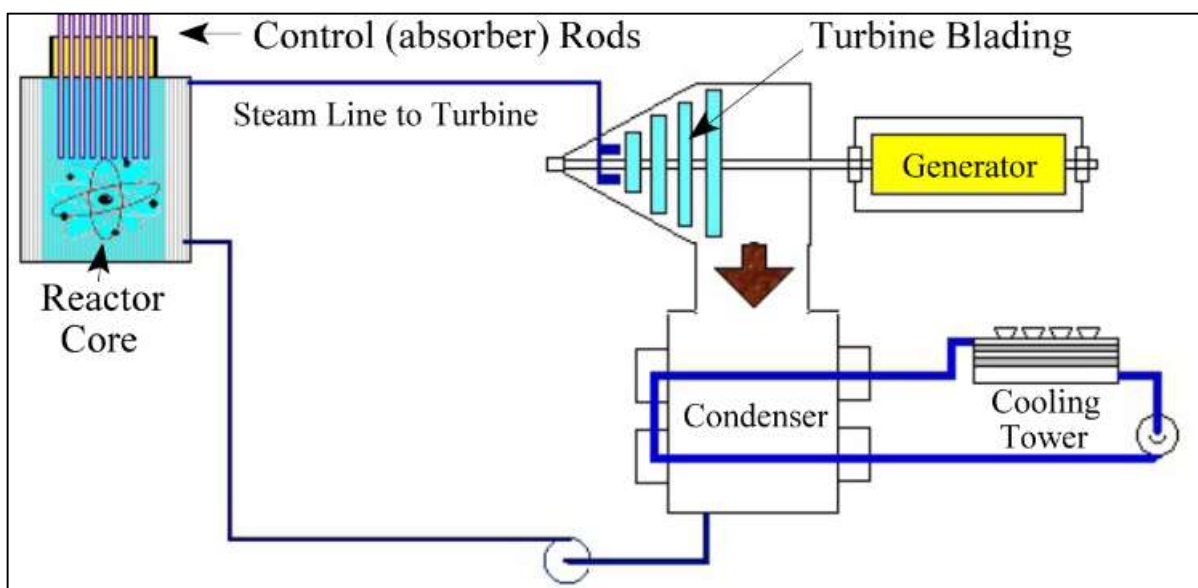 Control (absorber) Rods
Turbine Blading
Steam Line to Turbine
Generator
Reactor
Core
Condenser
Cooling
Tower